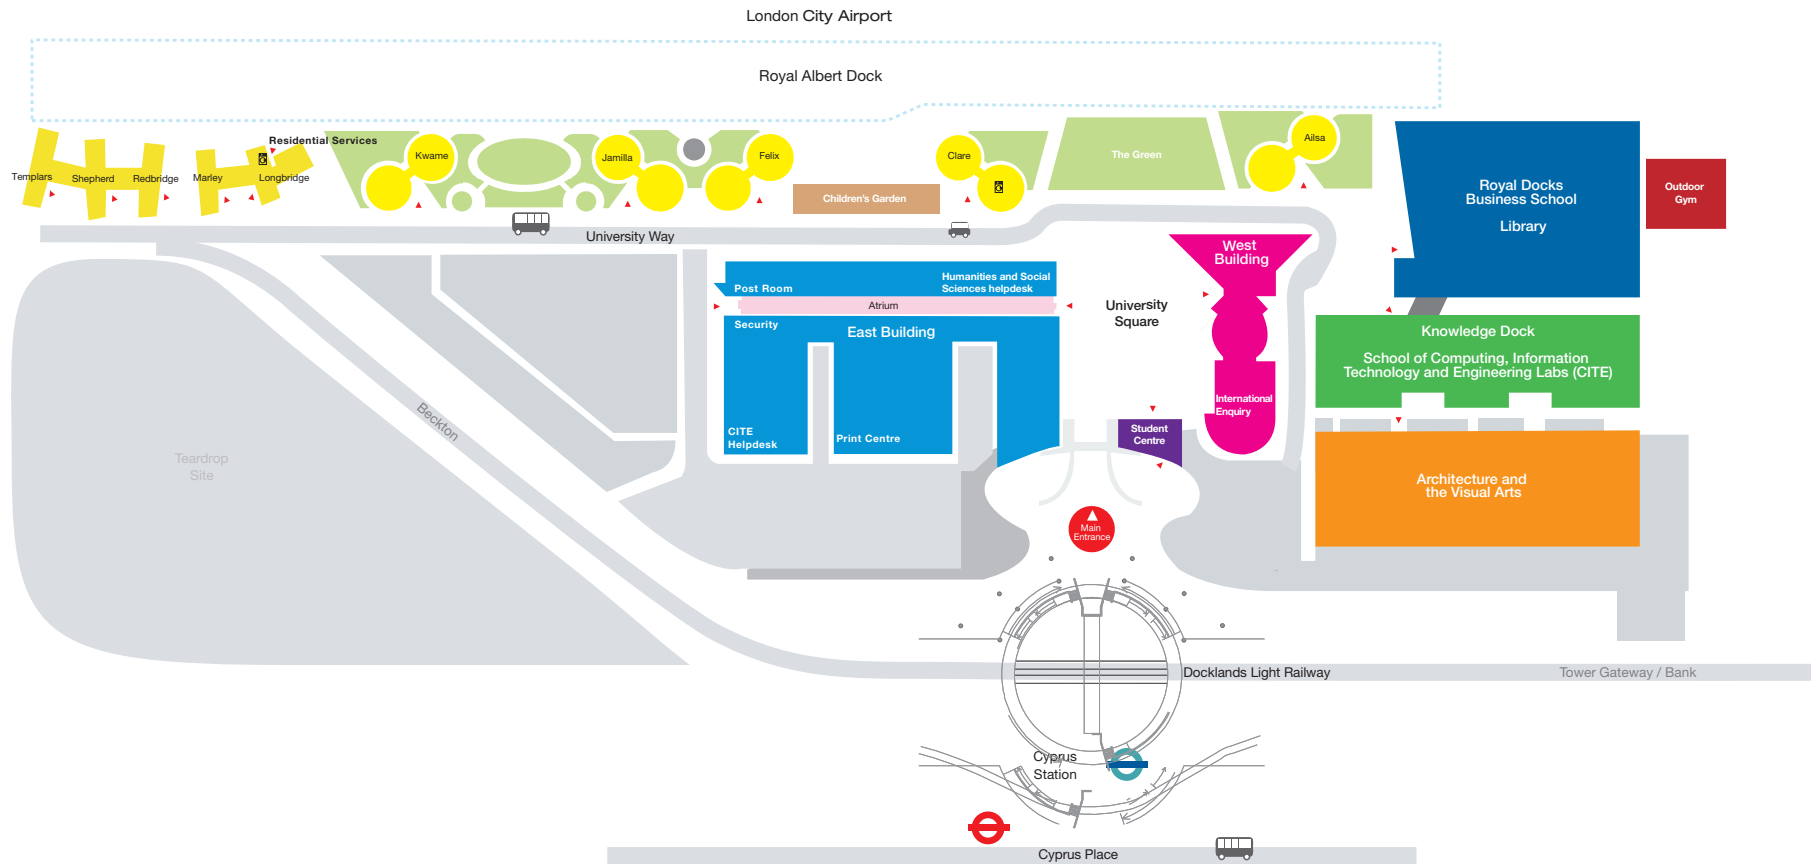 London City Airport
Royal Albert Dock
Residential Services
Templars
Shepherd
Redbridge
Marley
Longbridge
Kwame
Jamilla
Felix
Children's Garden
Clare
The Green
Ailsa
Royal Docks
Business School
Library
Outdoor
Gym
University Way
West
Building
Post Room
Humanities and Social
Sciences helpdesk
Atrium
University
Square
Security
East Building
Knowledge Dock
School of Computing, Information
Technology and Engineering Labs (CITE)
International
Enquiry
Beckton
CITE
Helpdesk
Print Centre
Student
Centre
Teardrop
Site
Architecture and
the Visual Arts
Main
Entrance
Docklands Light Railway
Tower Gateway / Bank
Cyprus
Station
Cyprus Place